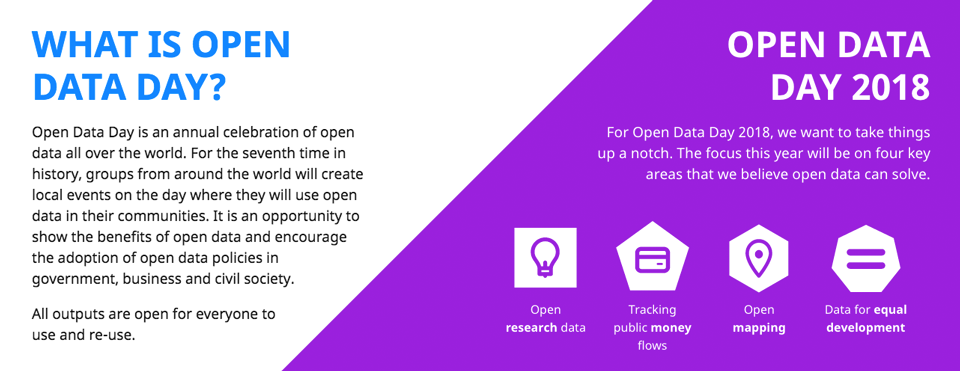 WHAT IS OPEN
DATA DAY?
Open Data Day is an annual celebration of open
data all over the world. For the seventh time in
history, groups from around the world will create
local events on the day where they will use open
data in their communities. It is an opportunity to
show the benefits of open data and encourage
the adoption of open data policies in
government, business and civil society.
All outputs are open for everyone to
use and re-use.
OPEN DATA
DAY 2018
For Open Data Day 2018, we want to take things
up a notch. The focus this year will be on four key
areas that we believe open data can solve.
Open
research data
Tracking
public money
flows
Open
mapping
Data for equal
development